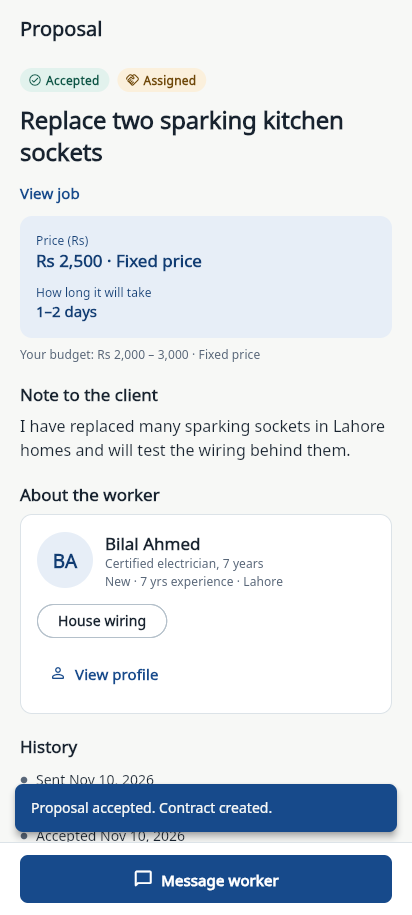 Proposal
Accepted
Assigned
Replace two sparking kitchen
sockets
View job
Price (Rs)
Rs 2,500 · Fixed price
How long it will take
1–2 days
Your budget: Rs 2,000 – 3,000 · Fixed price
Note to the client
I have replaced many sparking sockets in Lahore
homes and will test the wiring behind them.
About the worker
BA
Bilal Ahmed
Certified electrician, 7 years
New · 7 yrs experience · Lahore
House wiring
View profile
History
Sent Nov 10, 2026
Proposal accepted. Contract created.
Accepted Nov 10, 2026
Message worker